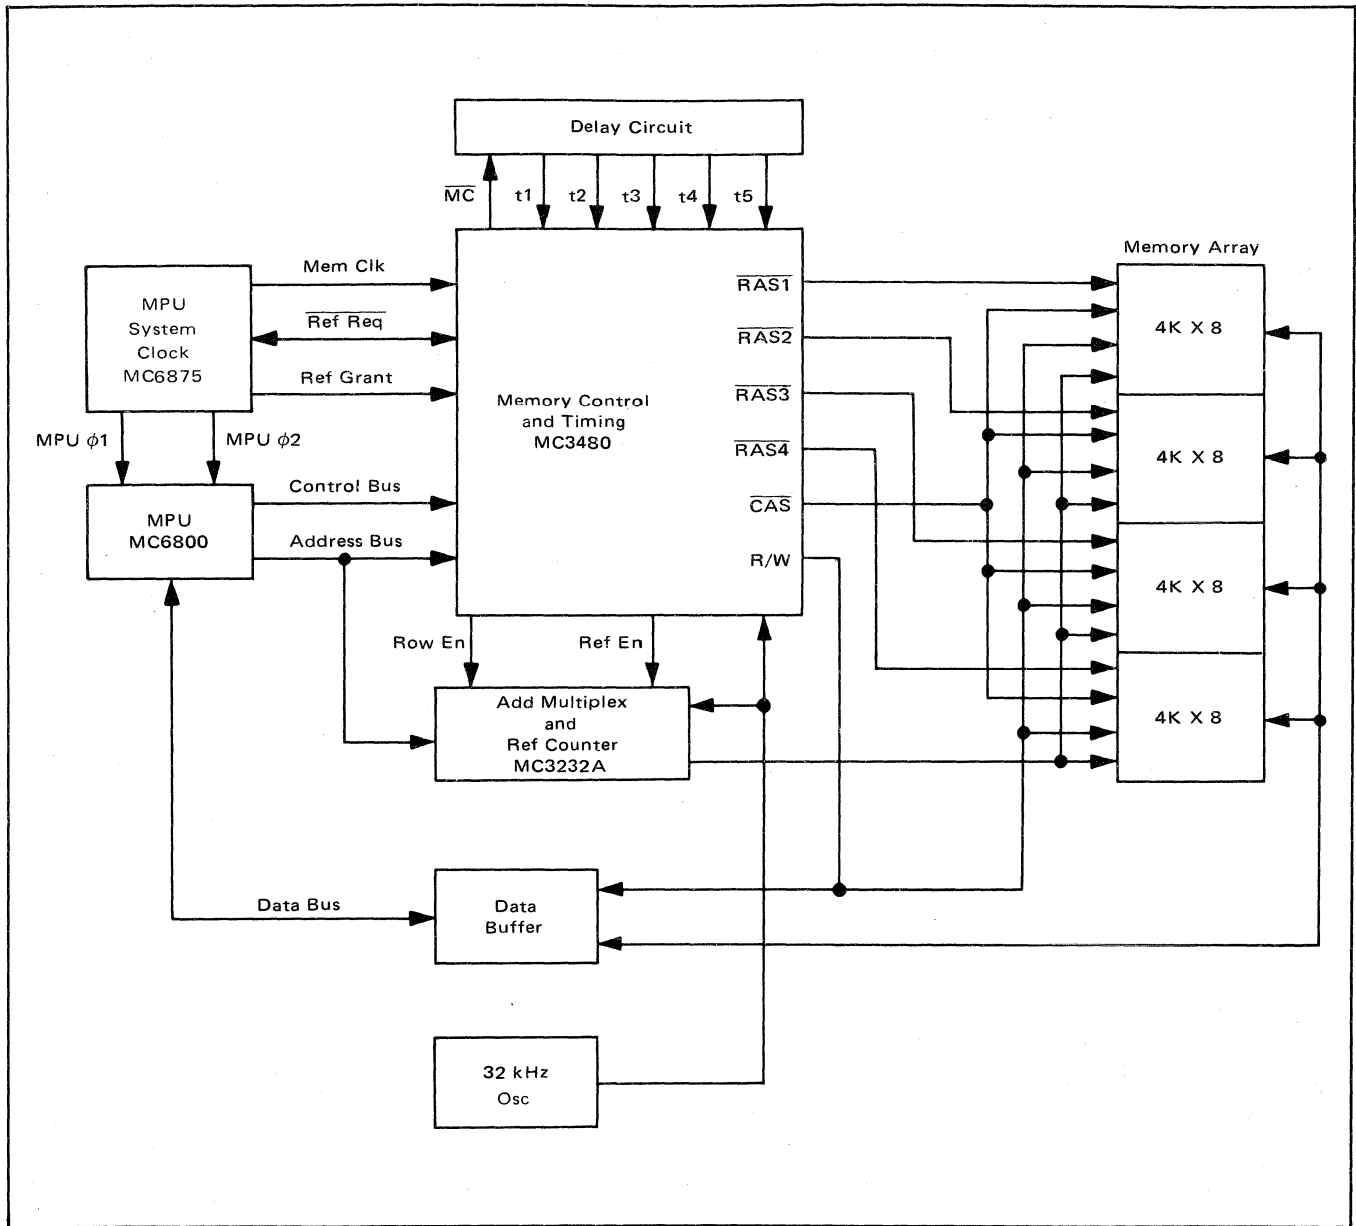 Delay Circuit
MC t1 t2 t3 t4 t5
Memory Array
Mem Clk
Ref Req
Ref Grant
MPU
System
Clock
MC6875
MPU φ1
MPU φ2
MPU
MC6800
Control Bus
Address Bus
Memory Control
and Timing
MC3480
RAS1
RAS2
RAS3
RAS4
CAS
R/W
4K X 8
4K X 8
4K X 8
4K X 8
Row En
Ref En
Add Multiplex
and
Ref Counter
MC3232A
Data Bus
Data
Buffer
32 kHz
Osc